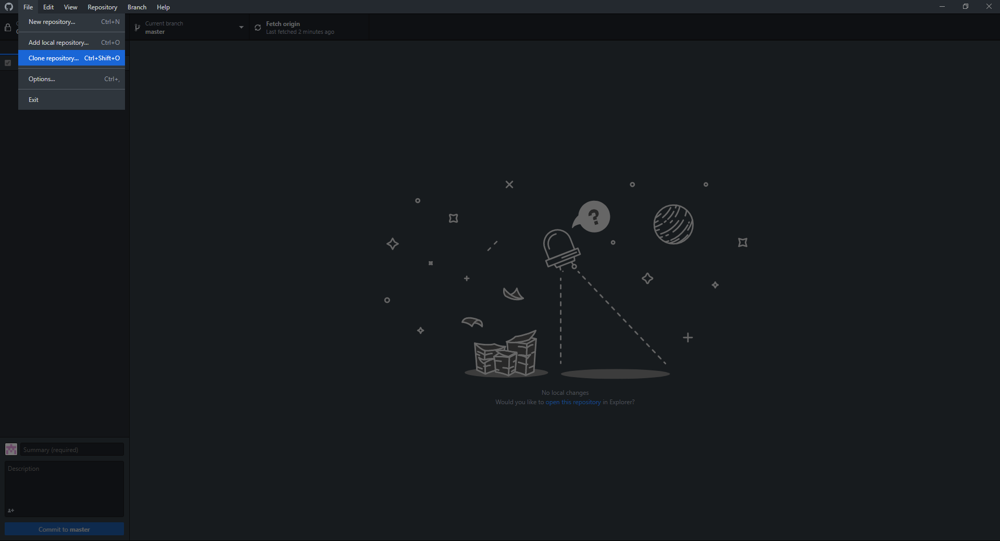 File Edit View Repository Branch Help
New repository... Ctrl+N
Add local repository... Ctrl+O
Clone repository... Ctrl+Shift+O
Options... Ctrl+,
Exit
Current branch
master
Fetch origin
Last fetched 2 minutes ago
?
No local changes
Would you like to open this repository in Explorer?
Summary (required)
Description
Commit to master